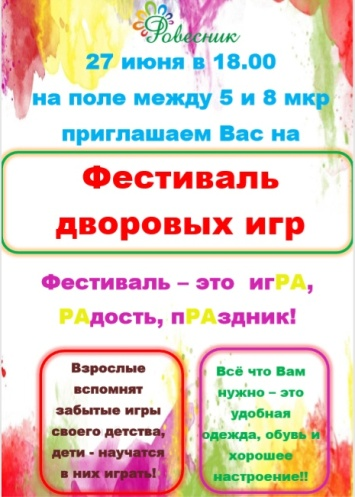 Ровесник
27 июня в 18.00
на поле между 5 и 8 мкр
приглашаем Вас на
Фестиваль
дворовых игр
Фестиваль – это игРА,
РАдость, пРАздник!
Взрослые
вспомнят
забытые игры
своего детства,
дети - научатся
в них играть!
Всё что Вам
нужно – это
удобная
одежда, обувь и
хорошее
настроение!!